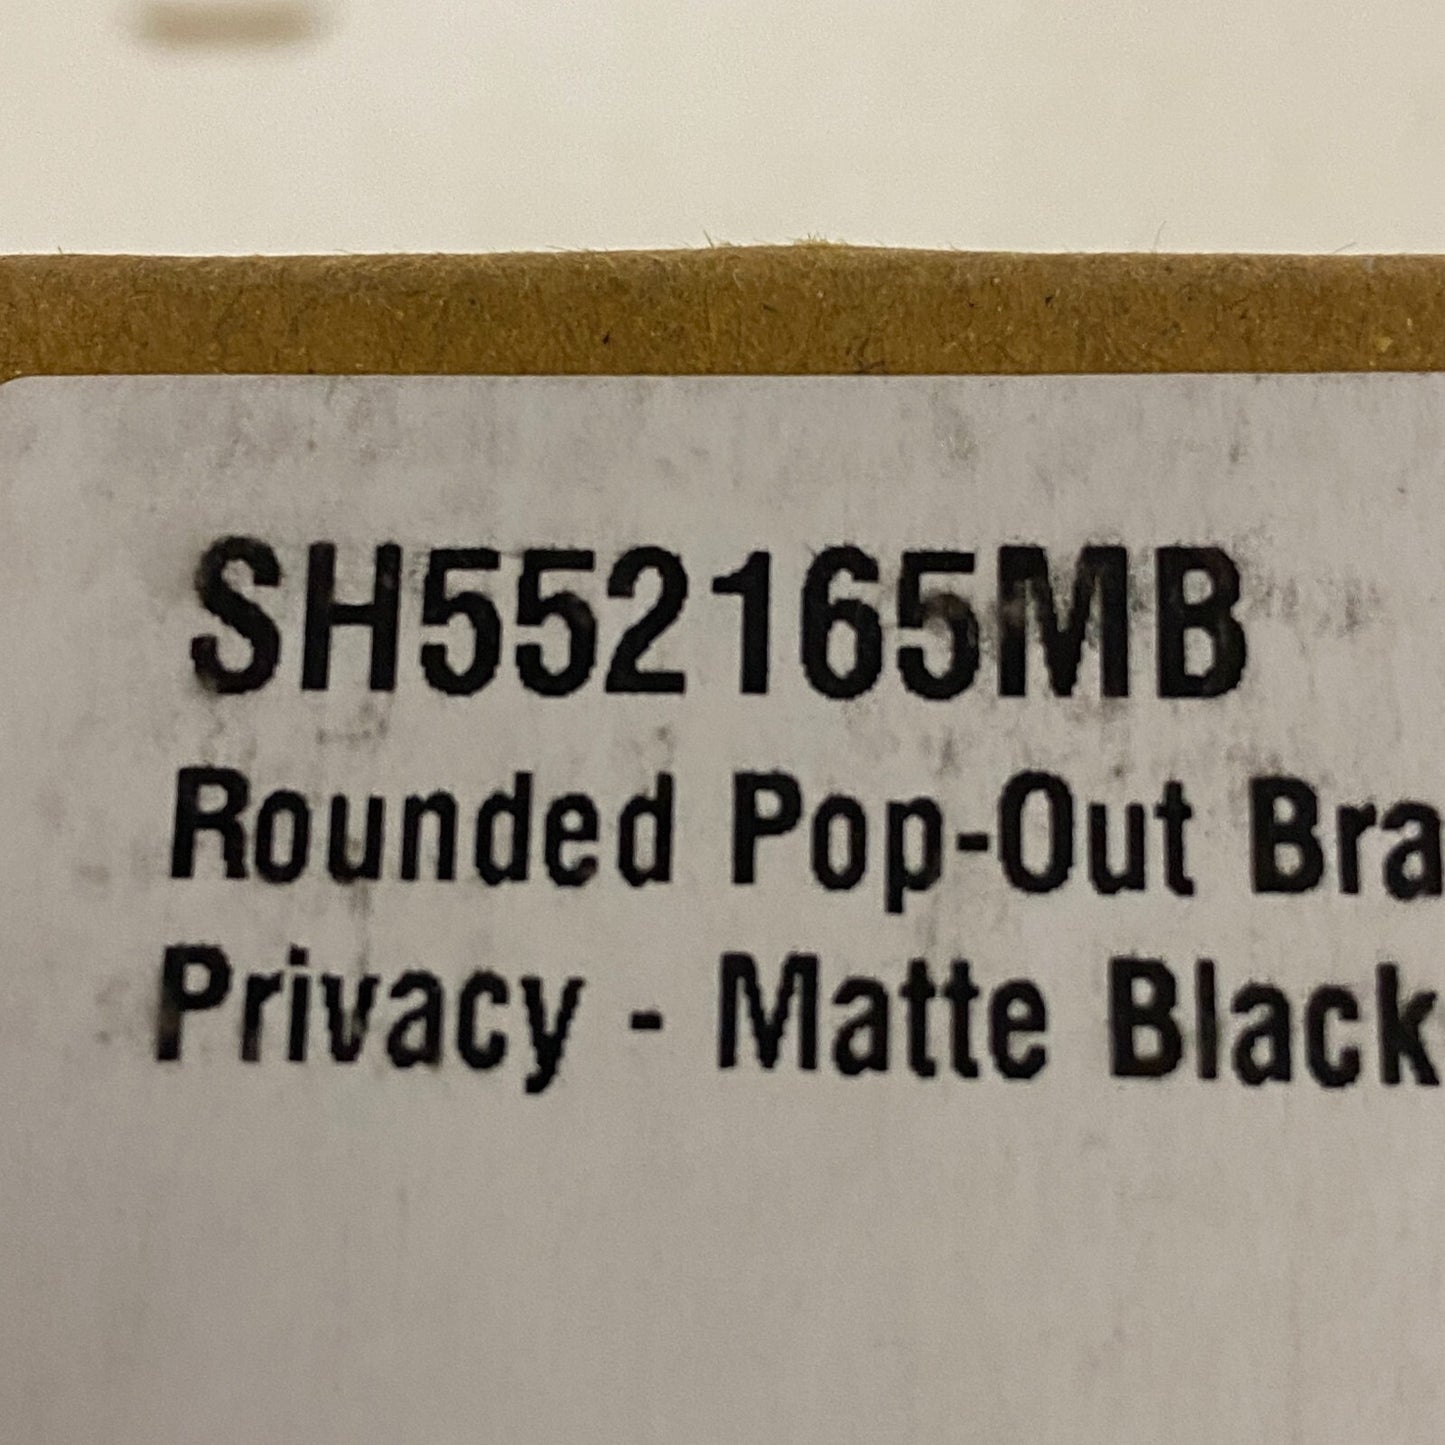 SH552165MB
Rounded Pop-Out Bra
Privacy - Matte Black